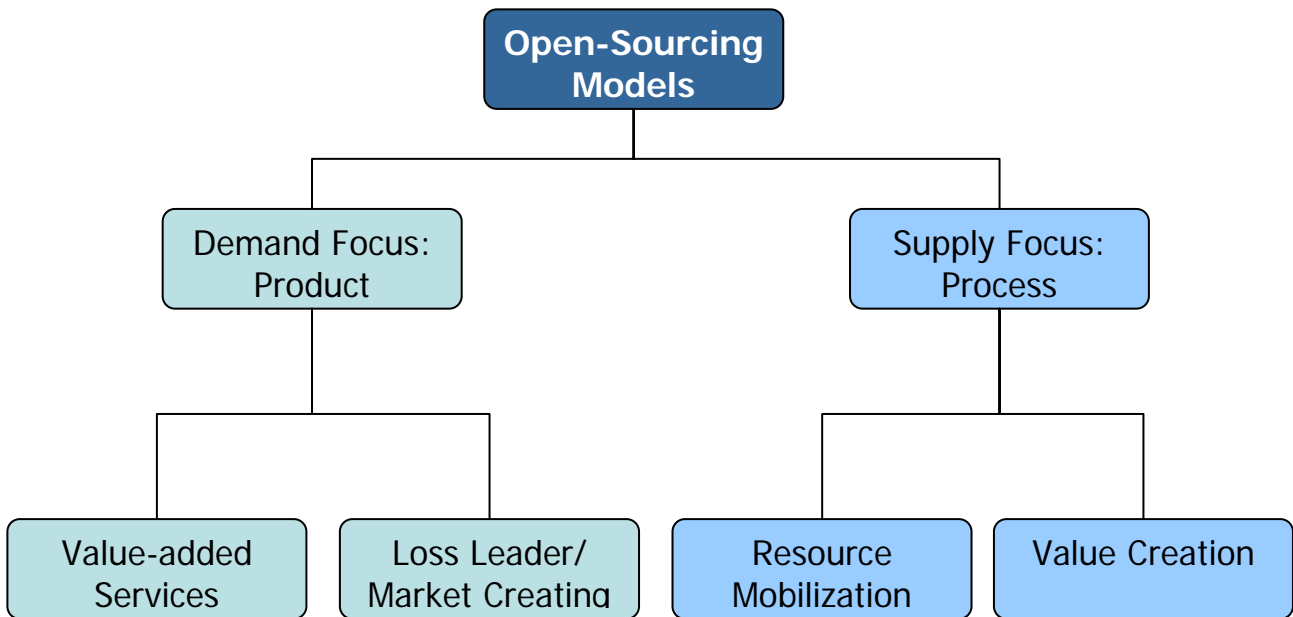 Open-Sourcing
Models
Demand Focus:
Product
Supply Focus:
Process
Value-added
Services
Loss Leader/
Market Creating
Resource
Mobilization
Value Creation